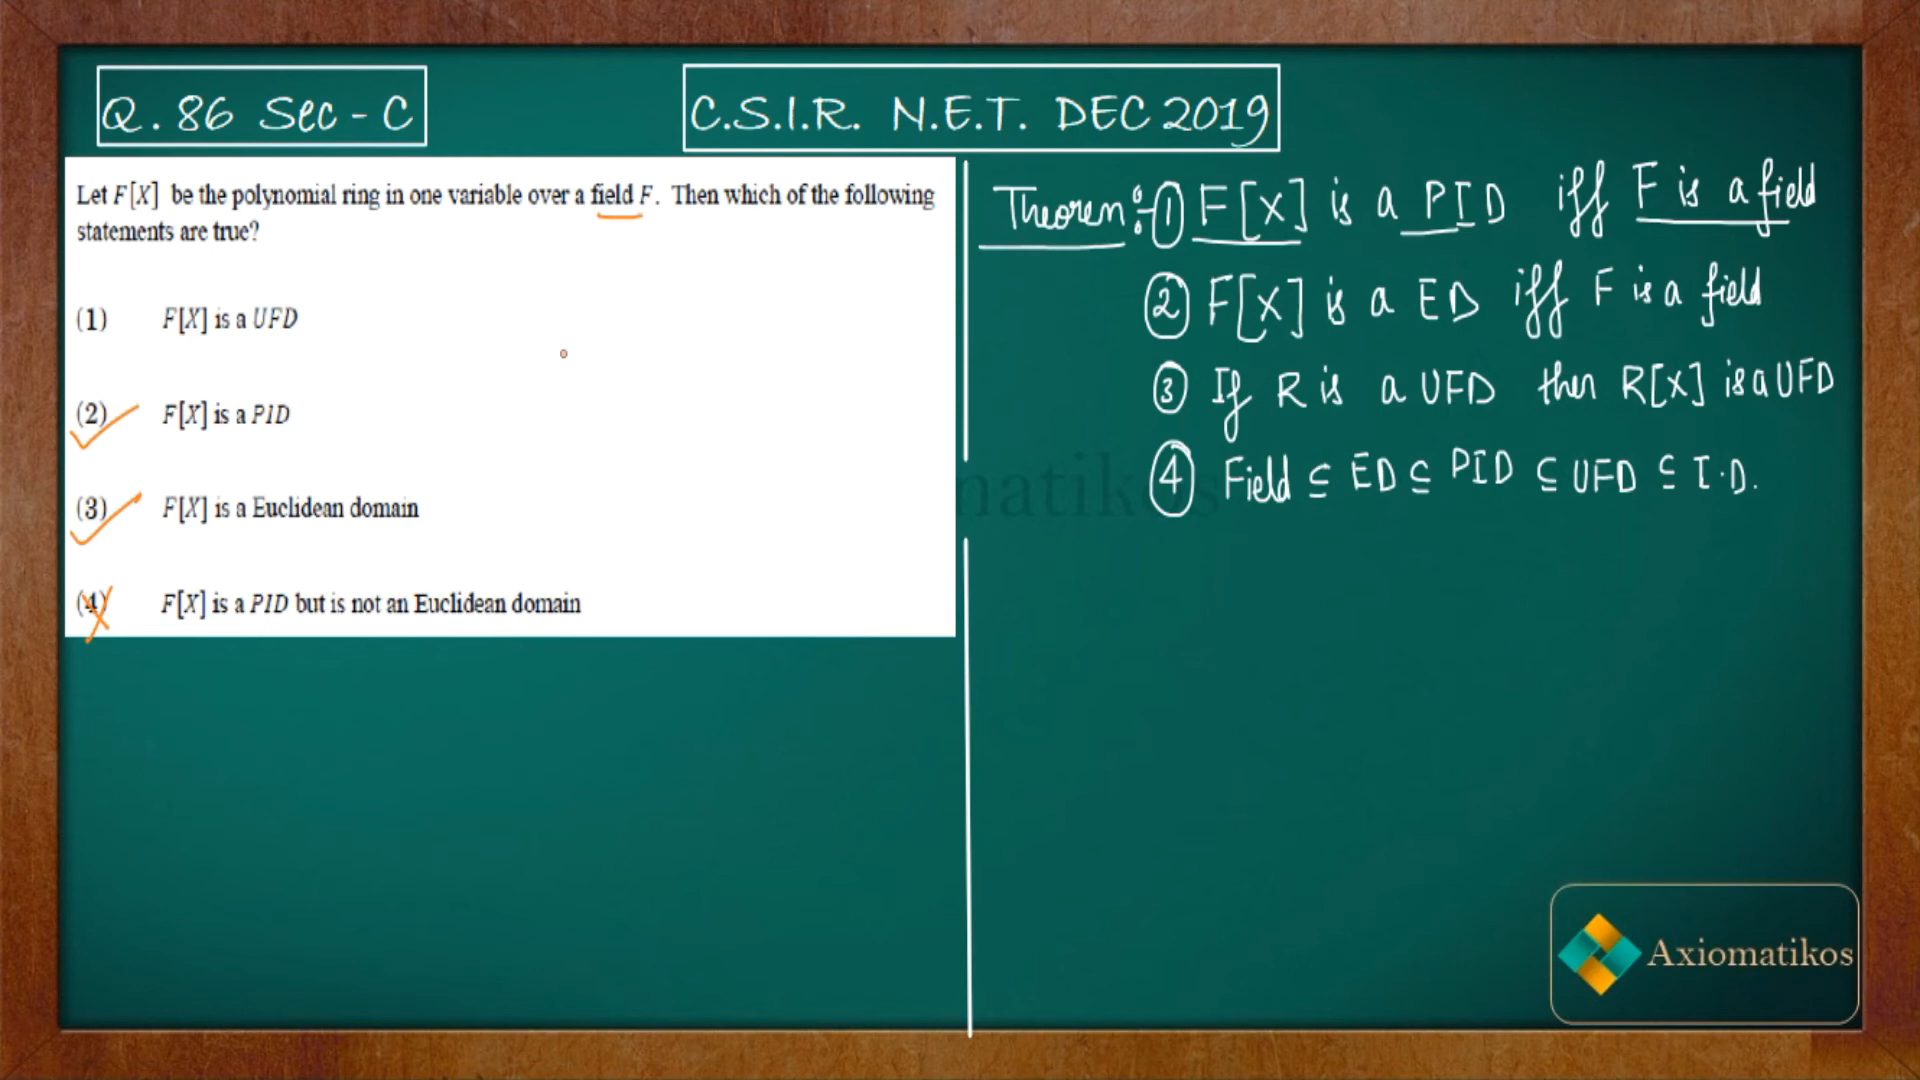 Q. 86 Sec - C
C.S.I.R. N.E.T. DEC 2019
Let F[X] be the polynomial ring in one variable over a field F. Then which of the following
statements are true?
(1) F[X] is a UFD
(2) F[X] is a PID
(3) F[X] is a Euclidean domain
(4) F[X] is a PID but is not an Euclidean domain
Theorem:- ① F[X] is a PID iff F is a field
② F[X] is a ED iff F is a field
③ If R is a UFD then R[X] is a UFD
④ Field ⊆ ED ⊆ PID ⊆ UFD ⊆ I.D.
Axiomatikos